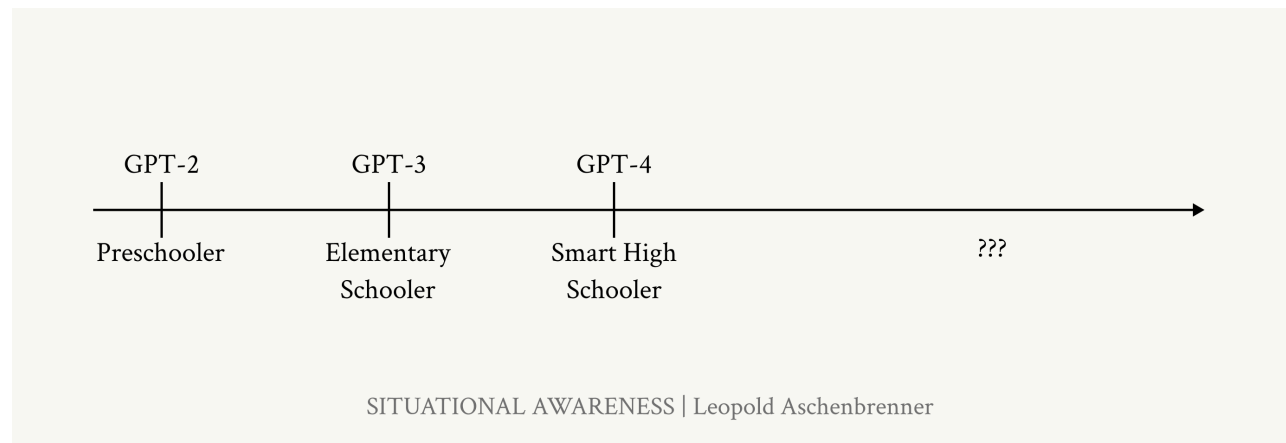 GPT-2
GPT-3
GPT-4
Preschooler
Elementary
Schooler
Smart High
Schooler
???
SITUATIONAL AWARENESS | Leopold Aschenbrenner